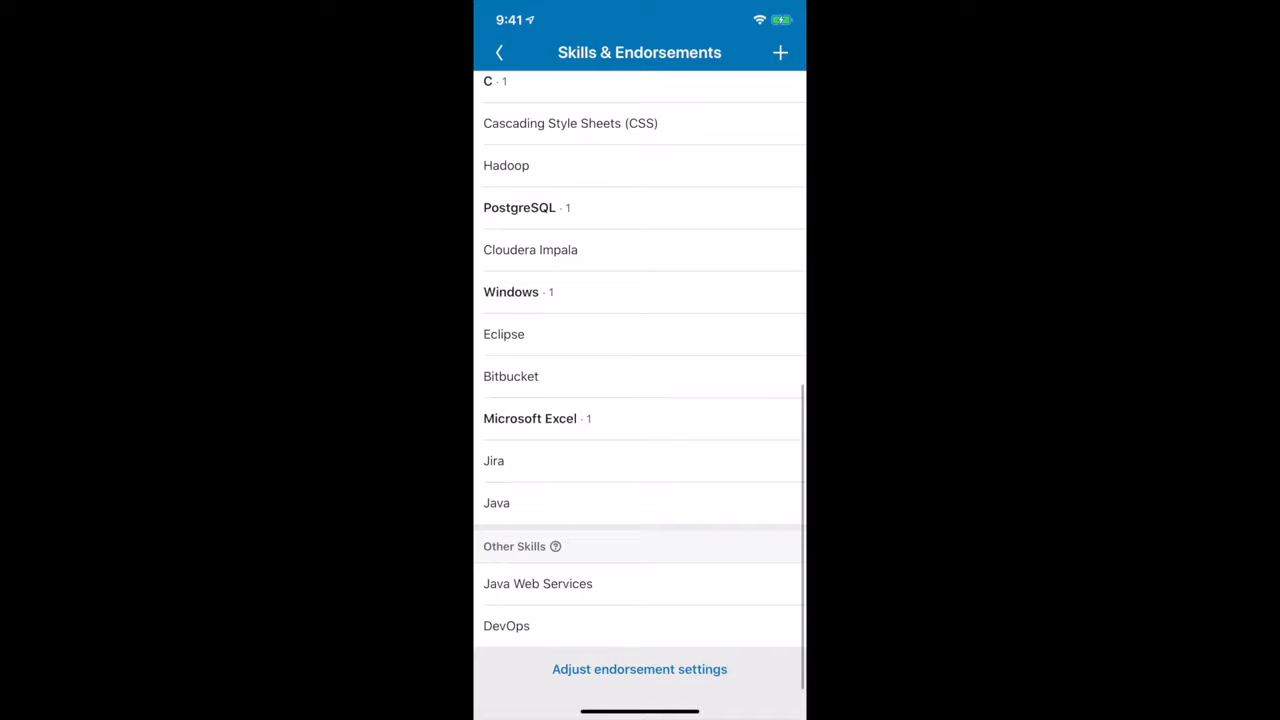 9:41
Skills & Endorsements
C · 1
Cascading Style Sheets (CSS)
Hadoop
PostgreSQL · 1
Cloudera Impala
Windows · 1
Eclipse
Bitbucket
Microsoft Excel · 1
Jira
Java
Other Skills
Java Web Services
DevOps
Adjust endorsement settings